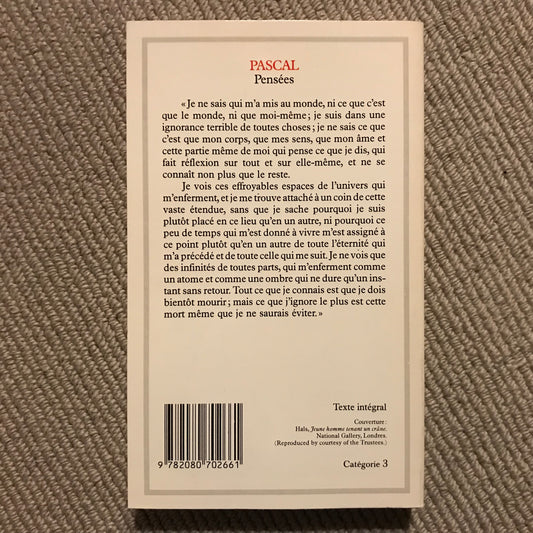 PASCAL
Pensées
« Je ne sais qui m'a mis au monde, ni ce que c'est
que le monde, ni que moi-même ; je suis dans une
ignorance terrible de toutes choses ; je ne sais ce que
c'est que mon corps, que mes sens, que mon âme et
cette partie même de moi qui pense ce que je dis, qui
fait réflexion sur tout et sur elle-même, et ne se
connaît non plus que le reste.
Je vois ces effroyables espaces de l'univers qui
m'enferment, et je me trouve attaché à un coin de cette
vaste étendue, sans que je sache pourquoi je suis
plutôt placé en ce lieu qu'en un autre, ni pourquoi ce
peu de temps qui m'est donné à vivre m'est assigné à
ce point plutôt qu'en un autre de toute l'éternité qui
m'a précédé et de toute celle qui me suit. Je ne vois que
des infinités de toutes parts, qui m'enferment comme
un atome et comme une ombre qui ne dure qu'un ins-
tant sans retour. Tout ce que je connais est que je dois
bientôt mourir ; mais ce que j'ignore le plus est cette
mort même que je ne saurais éviter. »
Texte intégral
Couverture :
Hals, Jeune homme tenant un crâne.
National Gallery, Londres.
(Reproduced by courtesy of the Trustees.)
9 782080 702661
Catégorie 3